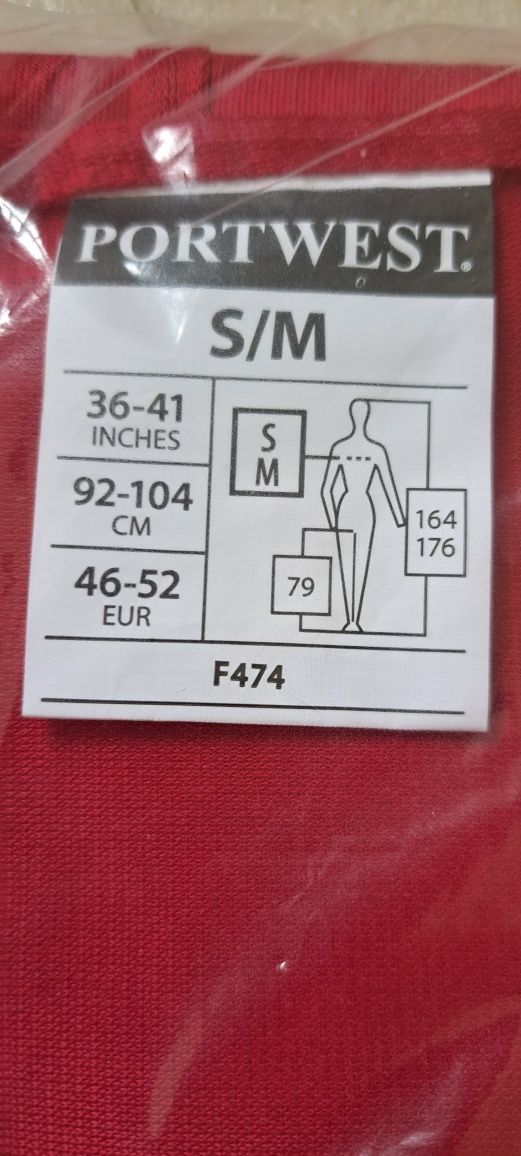 PORTWEST®
S/M
36-41
INCHES
92-104
CM
46-52
EUR
S
M
164
176
79
F474